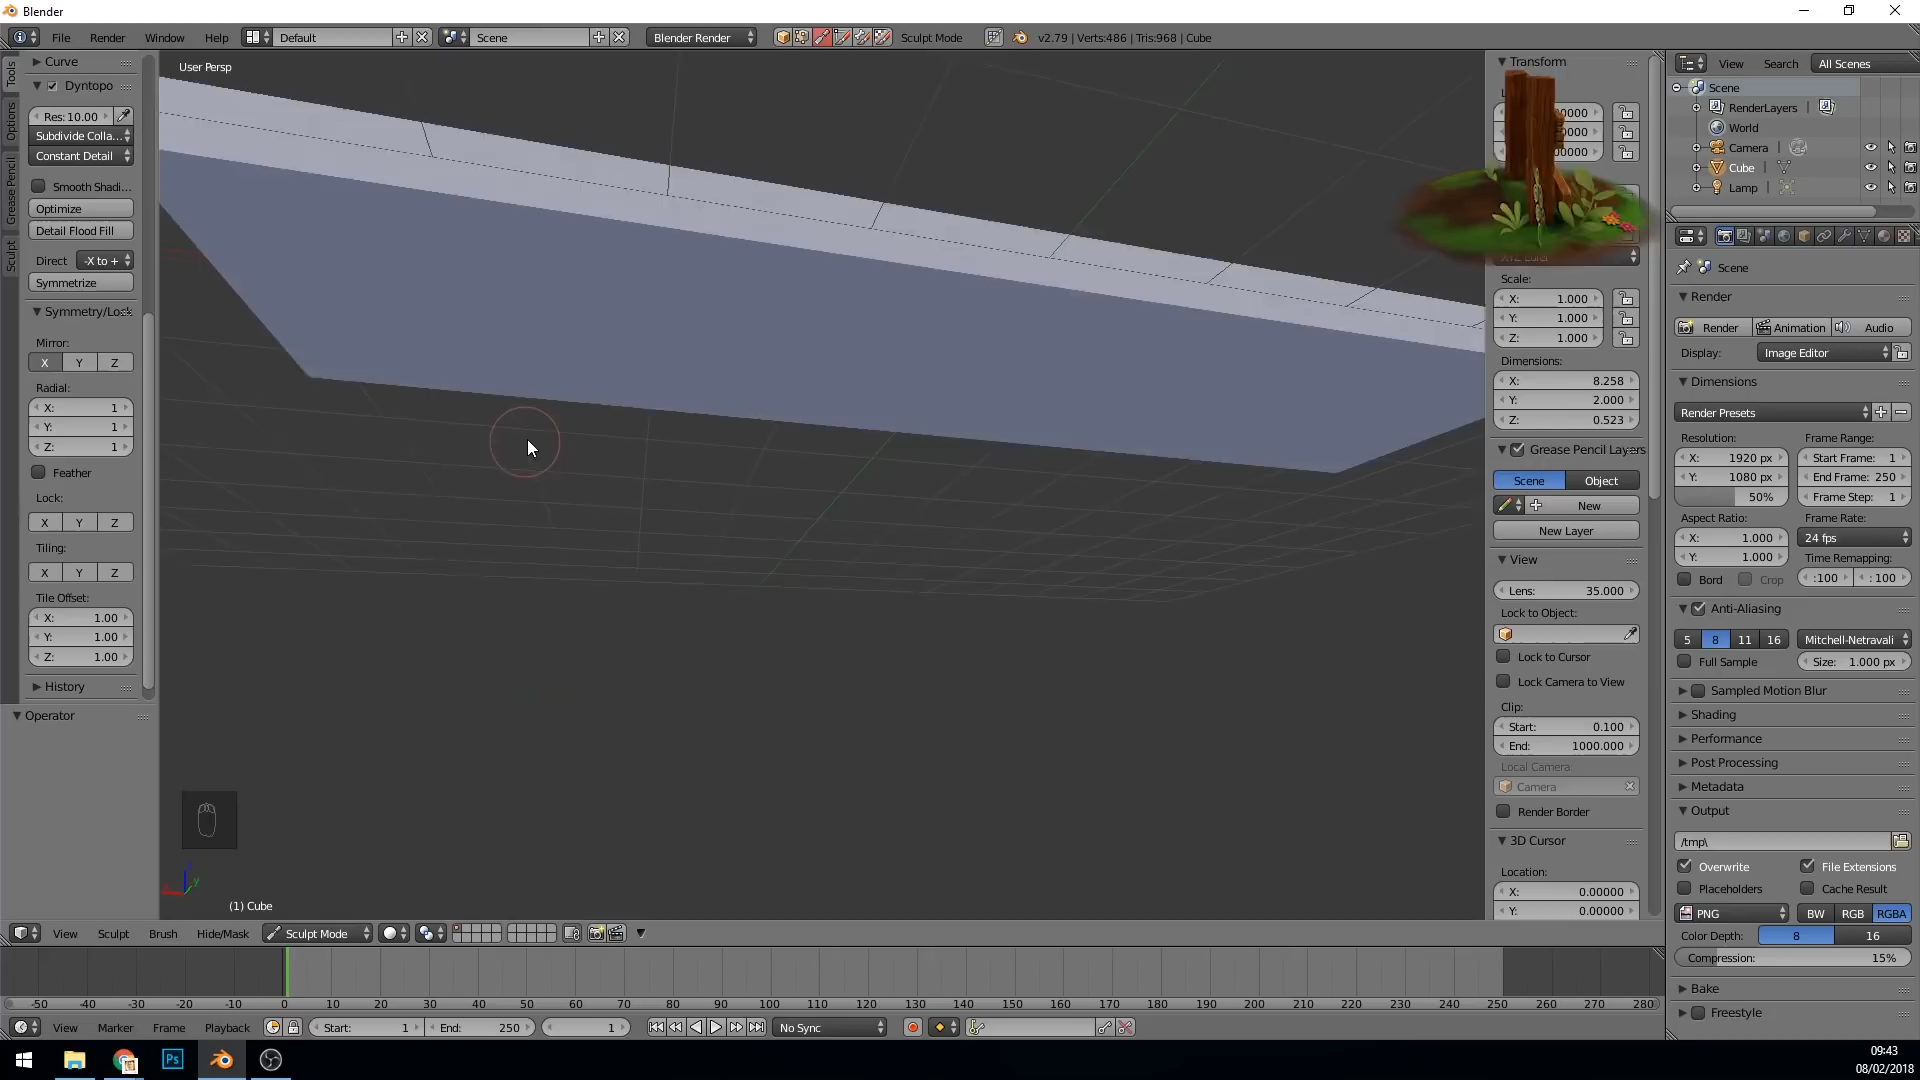 Blender
File Render Window Help Default Scene Blender Render Sculpt Mode v2.79 | Verts:486 | Tris:968 | Cube
Tools
Options
Grease Pencil
Sculpt
Curve
Dyntopo
Res: 10.00
Subdivide Colla...
Constant Detail
Smooth Shadi...
Optimize
Detail Flood Fill
Direct -X to +
Symmetrize
Symmetry/Lock
Mirror:
X Y Z
Radial:
X: 1
Y: 1
Z: 1
Feather
Lock:
X Y Z
Tiling:
X Y Z
Tile Offset:
X: 1.00
Y: 1.00
Z: 1.00
History
Operator
User Persp
(1) Cube
Transform
Scale:
X: 1.000
Y: 1.000
Z: 1.000
Dimensions:
X: 8.258
Y: 2.000
Z: 0.523
Grease Pencil Layers
Scene Object
New
New Layer
View
Lens: 35.000
Lock to Object:
Lock to Cursor
Lock Camera to View
Clip:
Start: 0.100
End: 1000.000
Local Camera:
Camera
Render Border
3D Cursor
Location:
X: 0.00000
Y: 0.00000
View Search All Scenes
Scene
RenderLayers
World
Camera
Cube
Lamp
Scene
Render
Render Animation Audio
Display: Image Editor
Dimensions
Render Presets
Resolution: Frame Range:
X: 1920 px Start Frame: 1
Y: 1080 px End Frame: 250
50% Frame Step: 1
Aspect Ratio: Frame Rate:
X: 1.000 24 fps
Y: 1.000 Time Remapping:
Bord Crop :100 :100
Anti-Aliasing
5 8 11 16 Mitchell-Netravali
Full Sample Size: 1.000 px
Sampled Motion Blur
Shading
Performance
Post Processing
Metadata
Output
/tmp\
Overwrite File Extensions
Placeholders Cache Result
PNG BW RGB RGBA
Color Depth: 8 16
Compression: 15%
Bake
Freestyle
View Sculpt Brush Hide/Mask Sculpt Mode
-50 -40 -30 -20 -10 0 10 20 30 40 50 60 70 80 90 100 110 120 130 140 150 160 170 180 190 200 210 220 230 240 250 260 270 280
View Marker Frame Playback Start: 1 End: 250 1 No Sync
Ps
09:43
08/02/2018